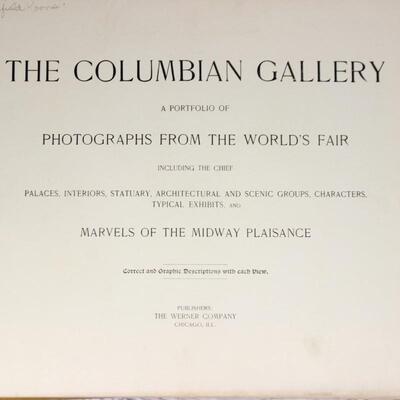 THE COLUMBIAN GALLERY
A PORTFOLIO OF
PHOTOGRAPHS FROM THE WORLD'S FAIR
INCLUDING THE CHIEF
PALACES, INTERIORS, STATUARY, ARCHITECTURAL AND SCENIC GROUPS, CHARACTERS,
TYPICAL EXHIBITS, AND
MARVELS OF THE MIDWAY PLAISANCE
Correct and Graphic Descriptions with each View.
PUBLISHERS:
THE WERNER COMPANY
CHICAGO, ILL.